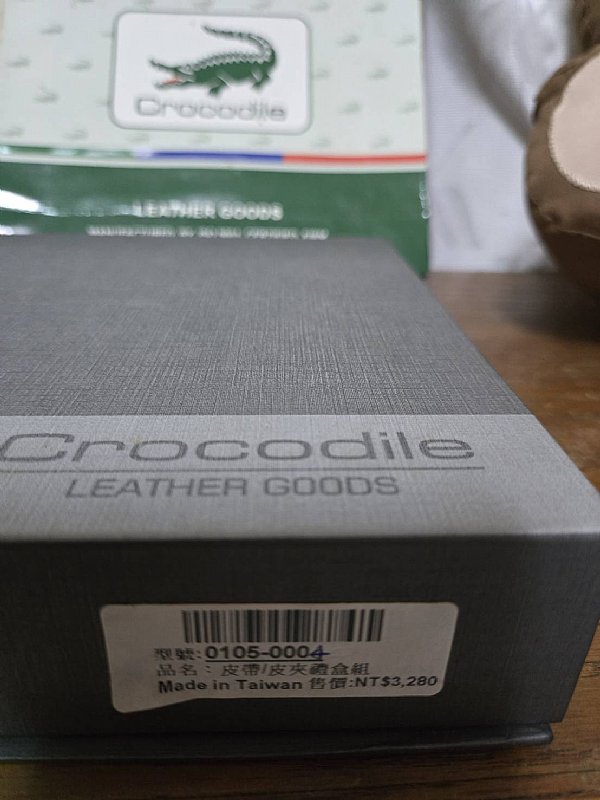 Crocodile
LEATHER GOODS
Crocodile
LEATHER GOODS
型號:0105-0004
品名：皮帶/皮夾禮盒組
Made in Taiwan 售價:NT$3,280